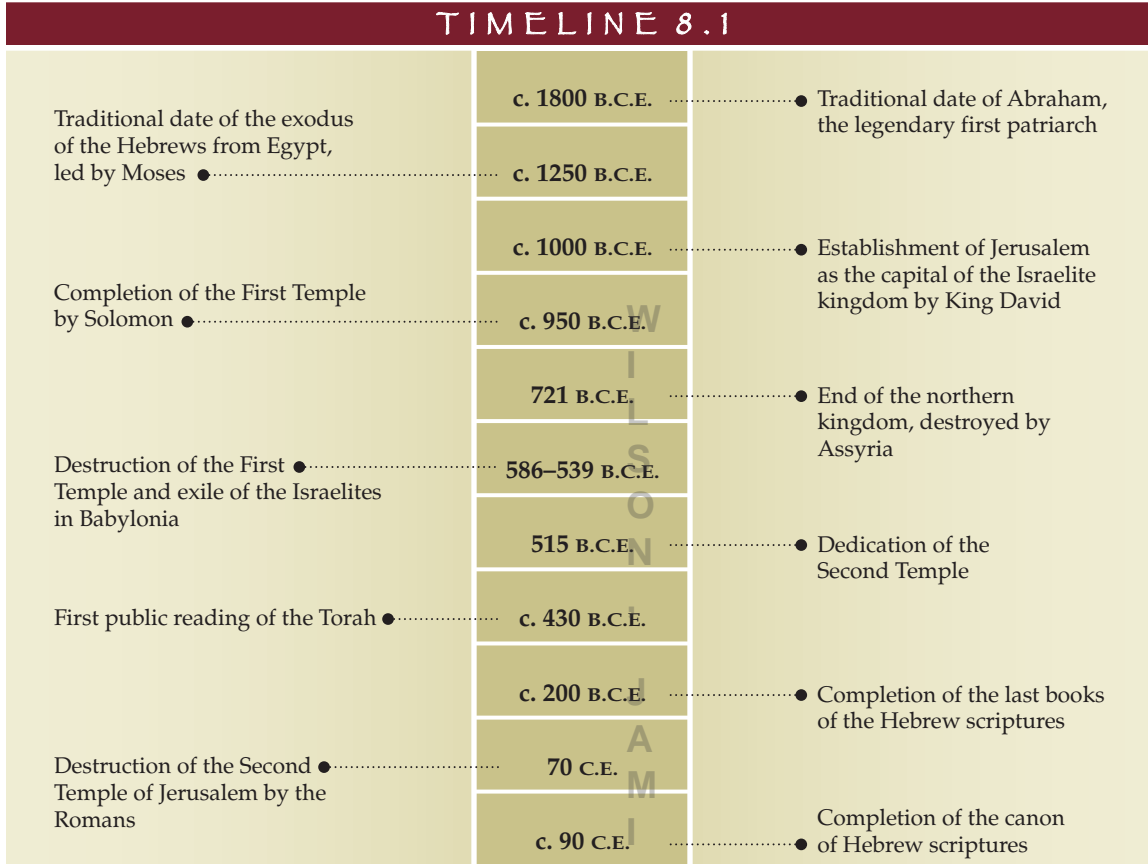 TIMELINE 8.1
c. 1800 B.C.E.
Traditional date of Abraham,
the legendary first patriarch
Traditional date of the exodus
of the Hebrews from Egypt,
led by Moses
c. 1250 B.C.E.
c. 1000 B.C.E.
Establishment of Jerusalem
as the capital of the Israelite
kingdom by King David
Completion of the First Temple
by Solomon
c. 950 B.C.E.
721 B.C.E.
End of the northern
kingdom, destroyed by
Assyria
Destruction of the First
Temple and exile of the Israelites
in Babylonia
586–539 B.C.E.
515 B.C.E.
Dedication of the
Second Temple
First public reading of the Torah
c. 430 B.C.E.
c. 200 B.C.E.
Completion of the last books
of the Hebrew scriptures
Destruction of the Second
Temple of Jerusalem by the
Romans
70 C.E.
c. 90 C.E.
Completion of the canon
of Hebrew scriptures
WILSON, JAMI